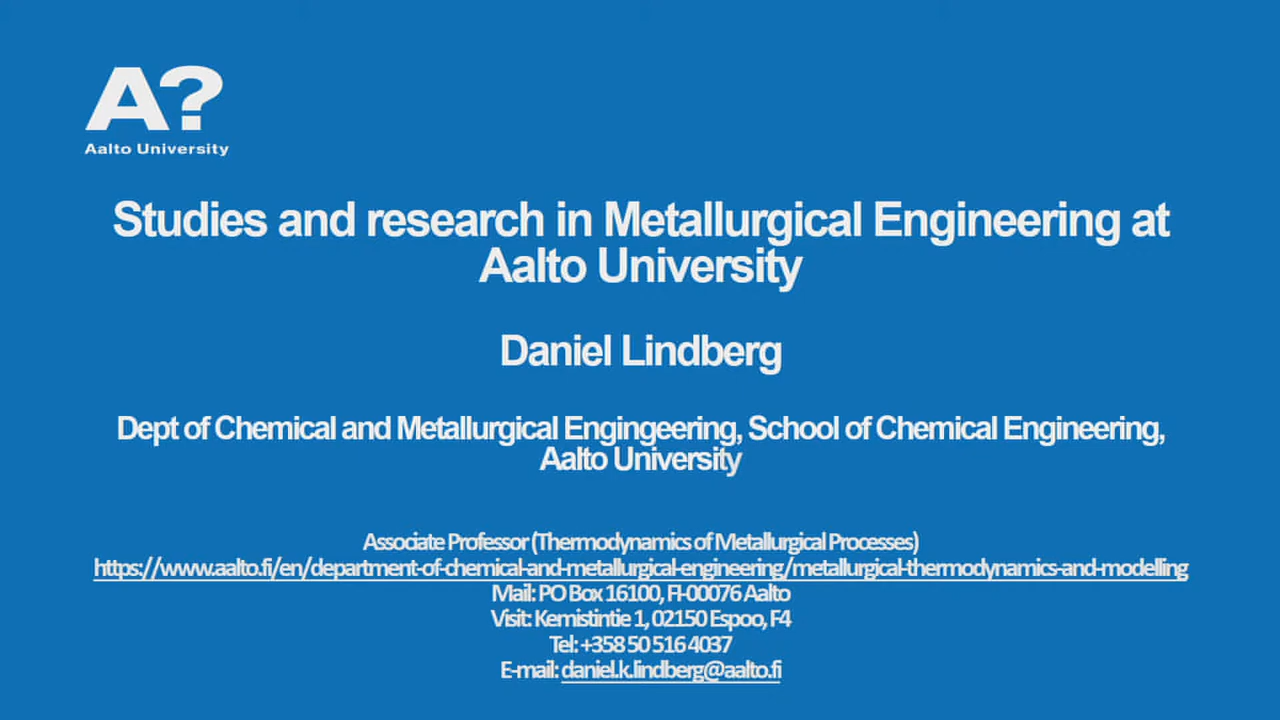 A?
Aalto University
Studies and research in Metallurgical Engineering at
Aalto University
Daniel Lindberg
Dept of Chemical and Metallurgical Engingeering, School of Chemical Engineering,
Aalto University
Associate Professor (Thermodynamics of Metallurgical Processes)
https://www.aalto.fi/en/department-of-chemical-and-metallurgical-engineering/metallurgical-thermodynamics-and-modelling
Mail: PO Box 16100, FI-00076 Aalto
Visit: Kemistintie 1, 02150 Espoo, F4
Tel: +358 50 516 4037
E-mail: daniel.k.lindberg@aalto.fi